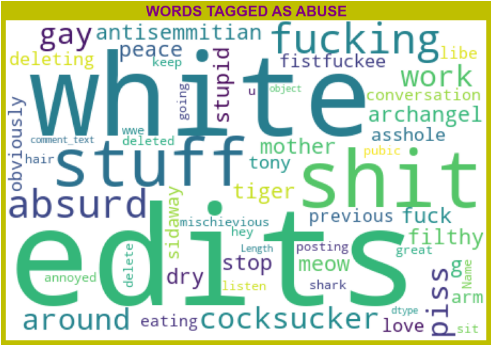 WORDS TAGGED AS ABUSE
gay
antisemmitian
fucking
deleting
peace
keep
stupid
fistfuckee
libe
white
going
u
object
work
conversation
archangel
obviously
comment_text
wwe
deleted
asshole
hair
stuff
mother
pubic
tony
shit
absurd
tiger
sidaway
mischievious
previous
fuck
edits
hey
filthy
delete
Length
posting
great
stop
meow
g
Name
annoyed
dry
listen
shark
piss
arm
dtype
around
eating
cocksucker
love
sit